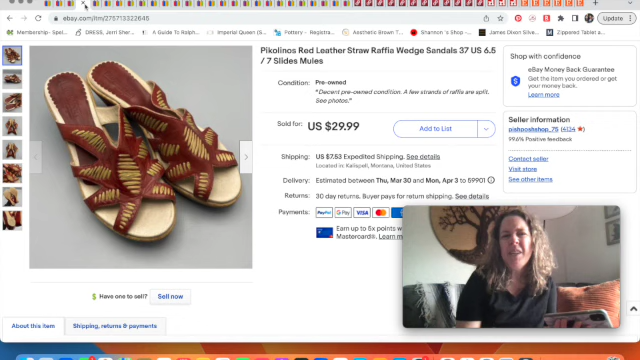 ebay.com/itm/275713322645
Update
Membership- Spel...
DRESS, Jerri Sher...
A Guide To Ralph...
Imperial Queen (S...
Pottery - Registra...
Aesthetic Brown T...
Shannon's Shop -...
James Dixon Silve...
Zippered Tablet a...
Pikolinos Red Leather Straw Raffia Wedge Sandals 37 US 6.5
/ 7 Slides Mules
Condition: Pre-owned
"Decent pre-owned condition. A few strands of raffia are split.
See photos."
Sold for: US $29.99
Add to List
Shipping: US $7.53 Expedited Shipping. See details
Located in: Kalispell, Montana, United States
Delivery: Estimated between Thu, Mar 30 and Mon, Apr 3 to 59901
Returns: 30 day returns. Buyer pays for return shipping. See details
Payments: PayPal G Pay VISA
Earn up to 5x points w
Mastercard®. Learn m
Shop with confidence
eBay Money Back Guarantee
Get the item you ordered or get
your money back.
Learn more
Seller information
pishposhshop_75 (4124)
99.6% Positive feedback
Contact seller
Visit store
See other items
Have one to sell? Sell now
About this item
Shipping, returns & payments